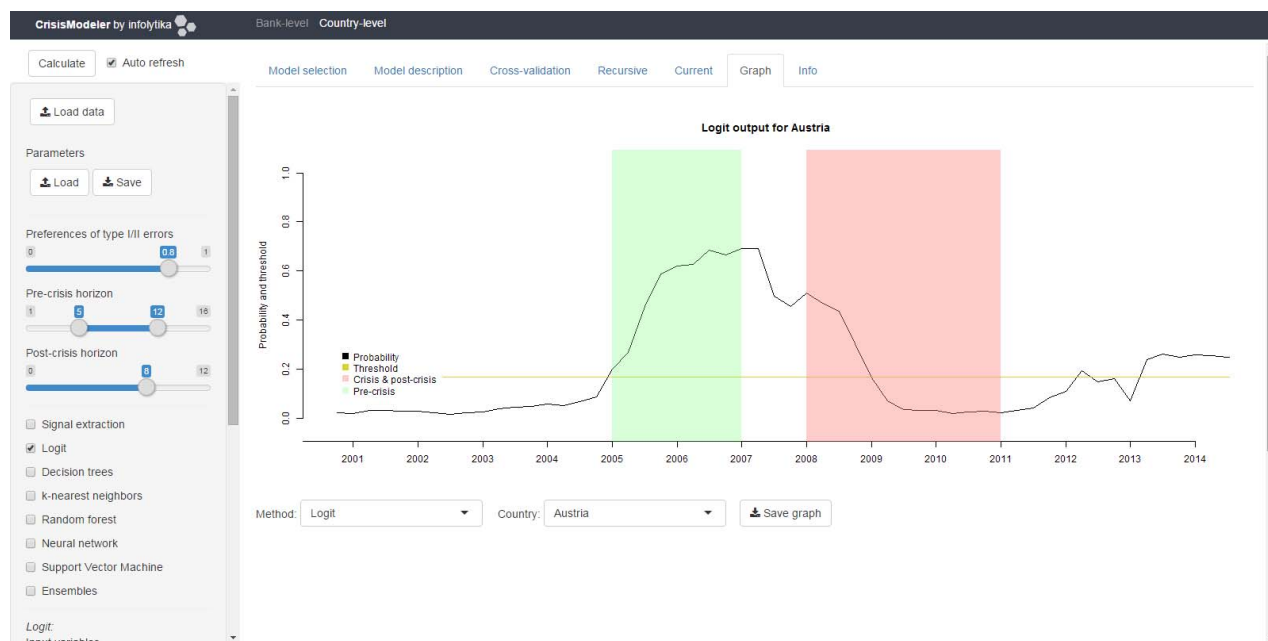 CrisisModeler by infolytika
Bank-level Country-level
Calculate Auto refresh
Model selection Model description Cross-validation Recursive Current Graph Info
Load data
Parameters
Load Save
Preferences of type I/II errors
0 0.8 1
Pre-crisis horizon
1 5 12 16
Post-crisis horizon
0 8 12
Signal extraction
Logit
Decision trees
k-nearest neighbors
Random forest
Neural network
Support Vector Machine
Ensembles
Logit:
Input variables
Logit output for Austria
Probability and threshold
1.0
0.8
0.6
0.4
0.2
0.0
Probability
Threshold
Crisis & post-crisis
Pre-crisis
2001 2002 2003 2004 2005 2006 2007 2008 2009 2010 2011 2012 2013 2014
Method: Logit Country: Austria Save graph